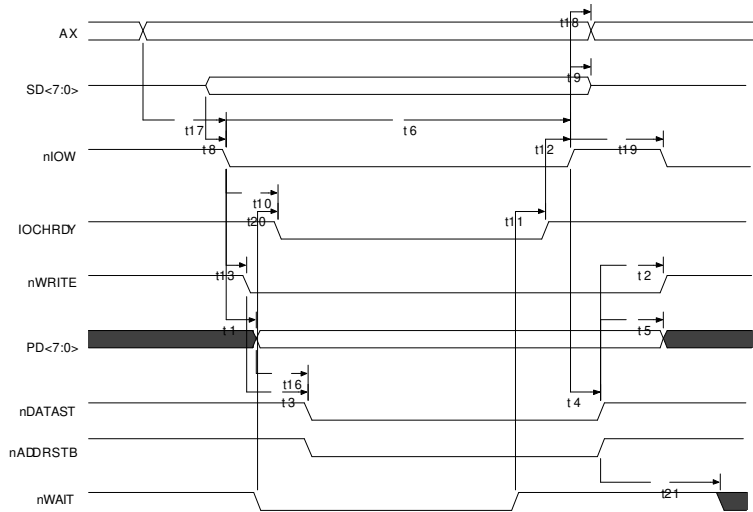 t18
AX
t9
SD<7:0>
t17
t6
t8
t12
t19
nIOW
t10
t20
t11
IOCHRDY
t13
t2
nWRITE
t1
t5
PD<7:0>
t16
t3
t4
nDATAST
nADDRSTB
t21
nWAIT